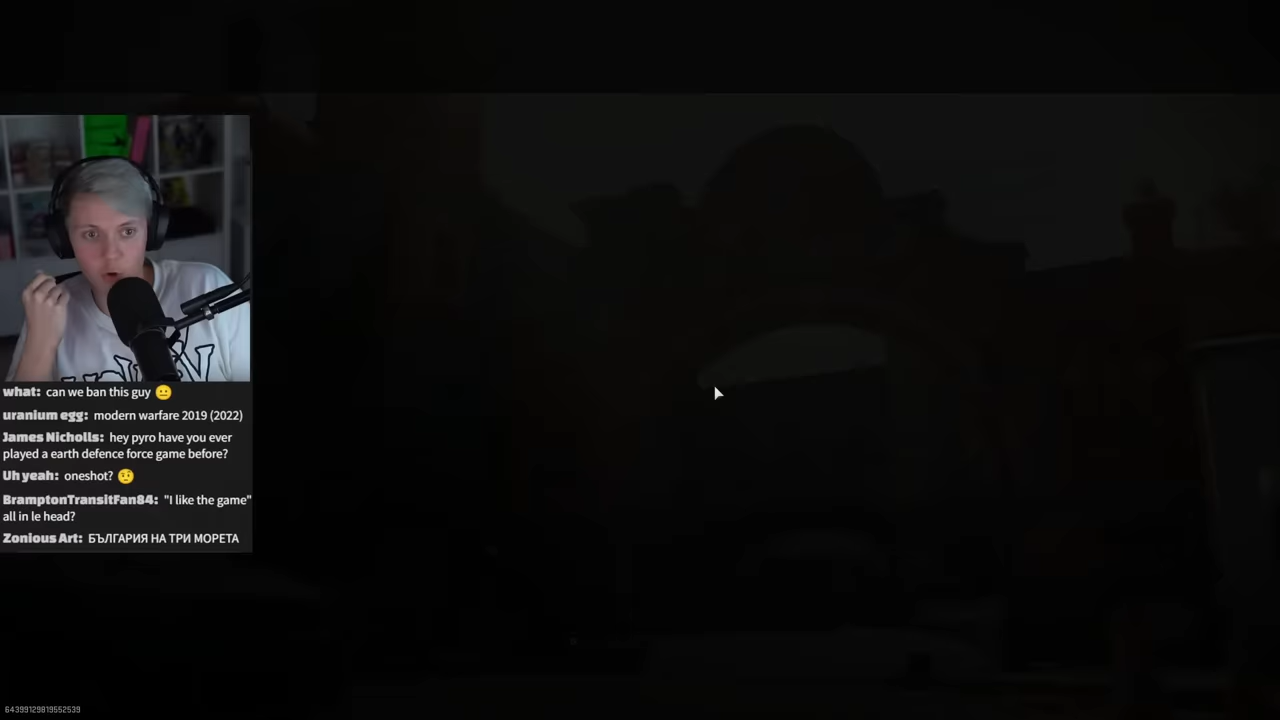 what: can we ban this guy 😐
uranium egg: modern warfare 2019 (2022)
James Nicholls: hey pyro have you ever
played a earth defence force game before?
Uh yeah: oneshot? 🤨
BramptonTransitFan84: "I like the game"
all in le head?
Zonious Art: БЪЛГАРИЯ НА ТРИ МОРЕТА
64399129819552539